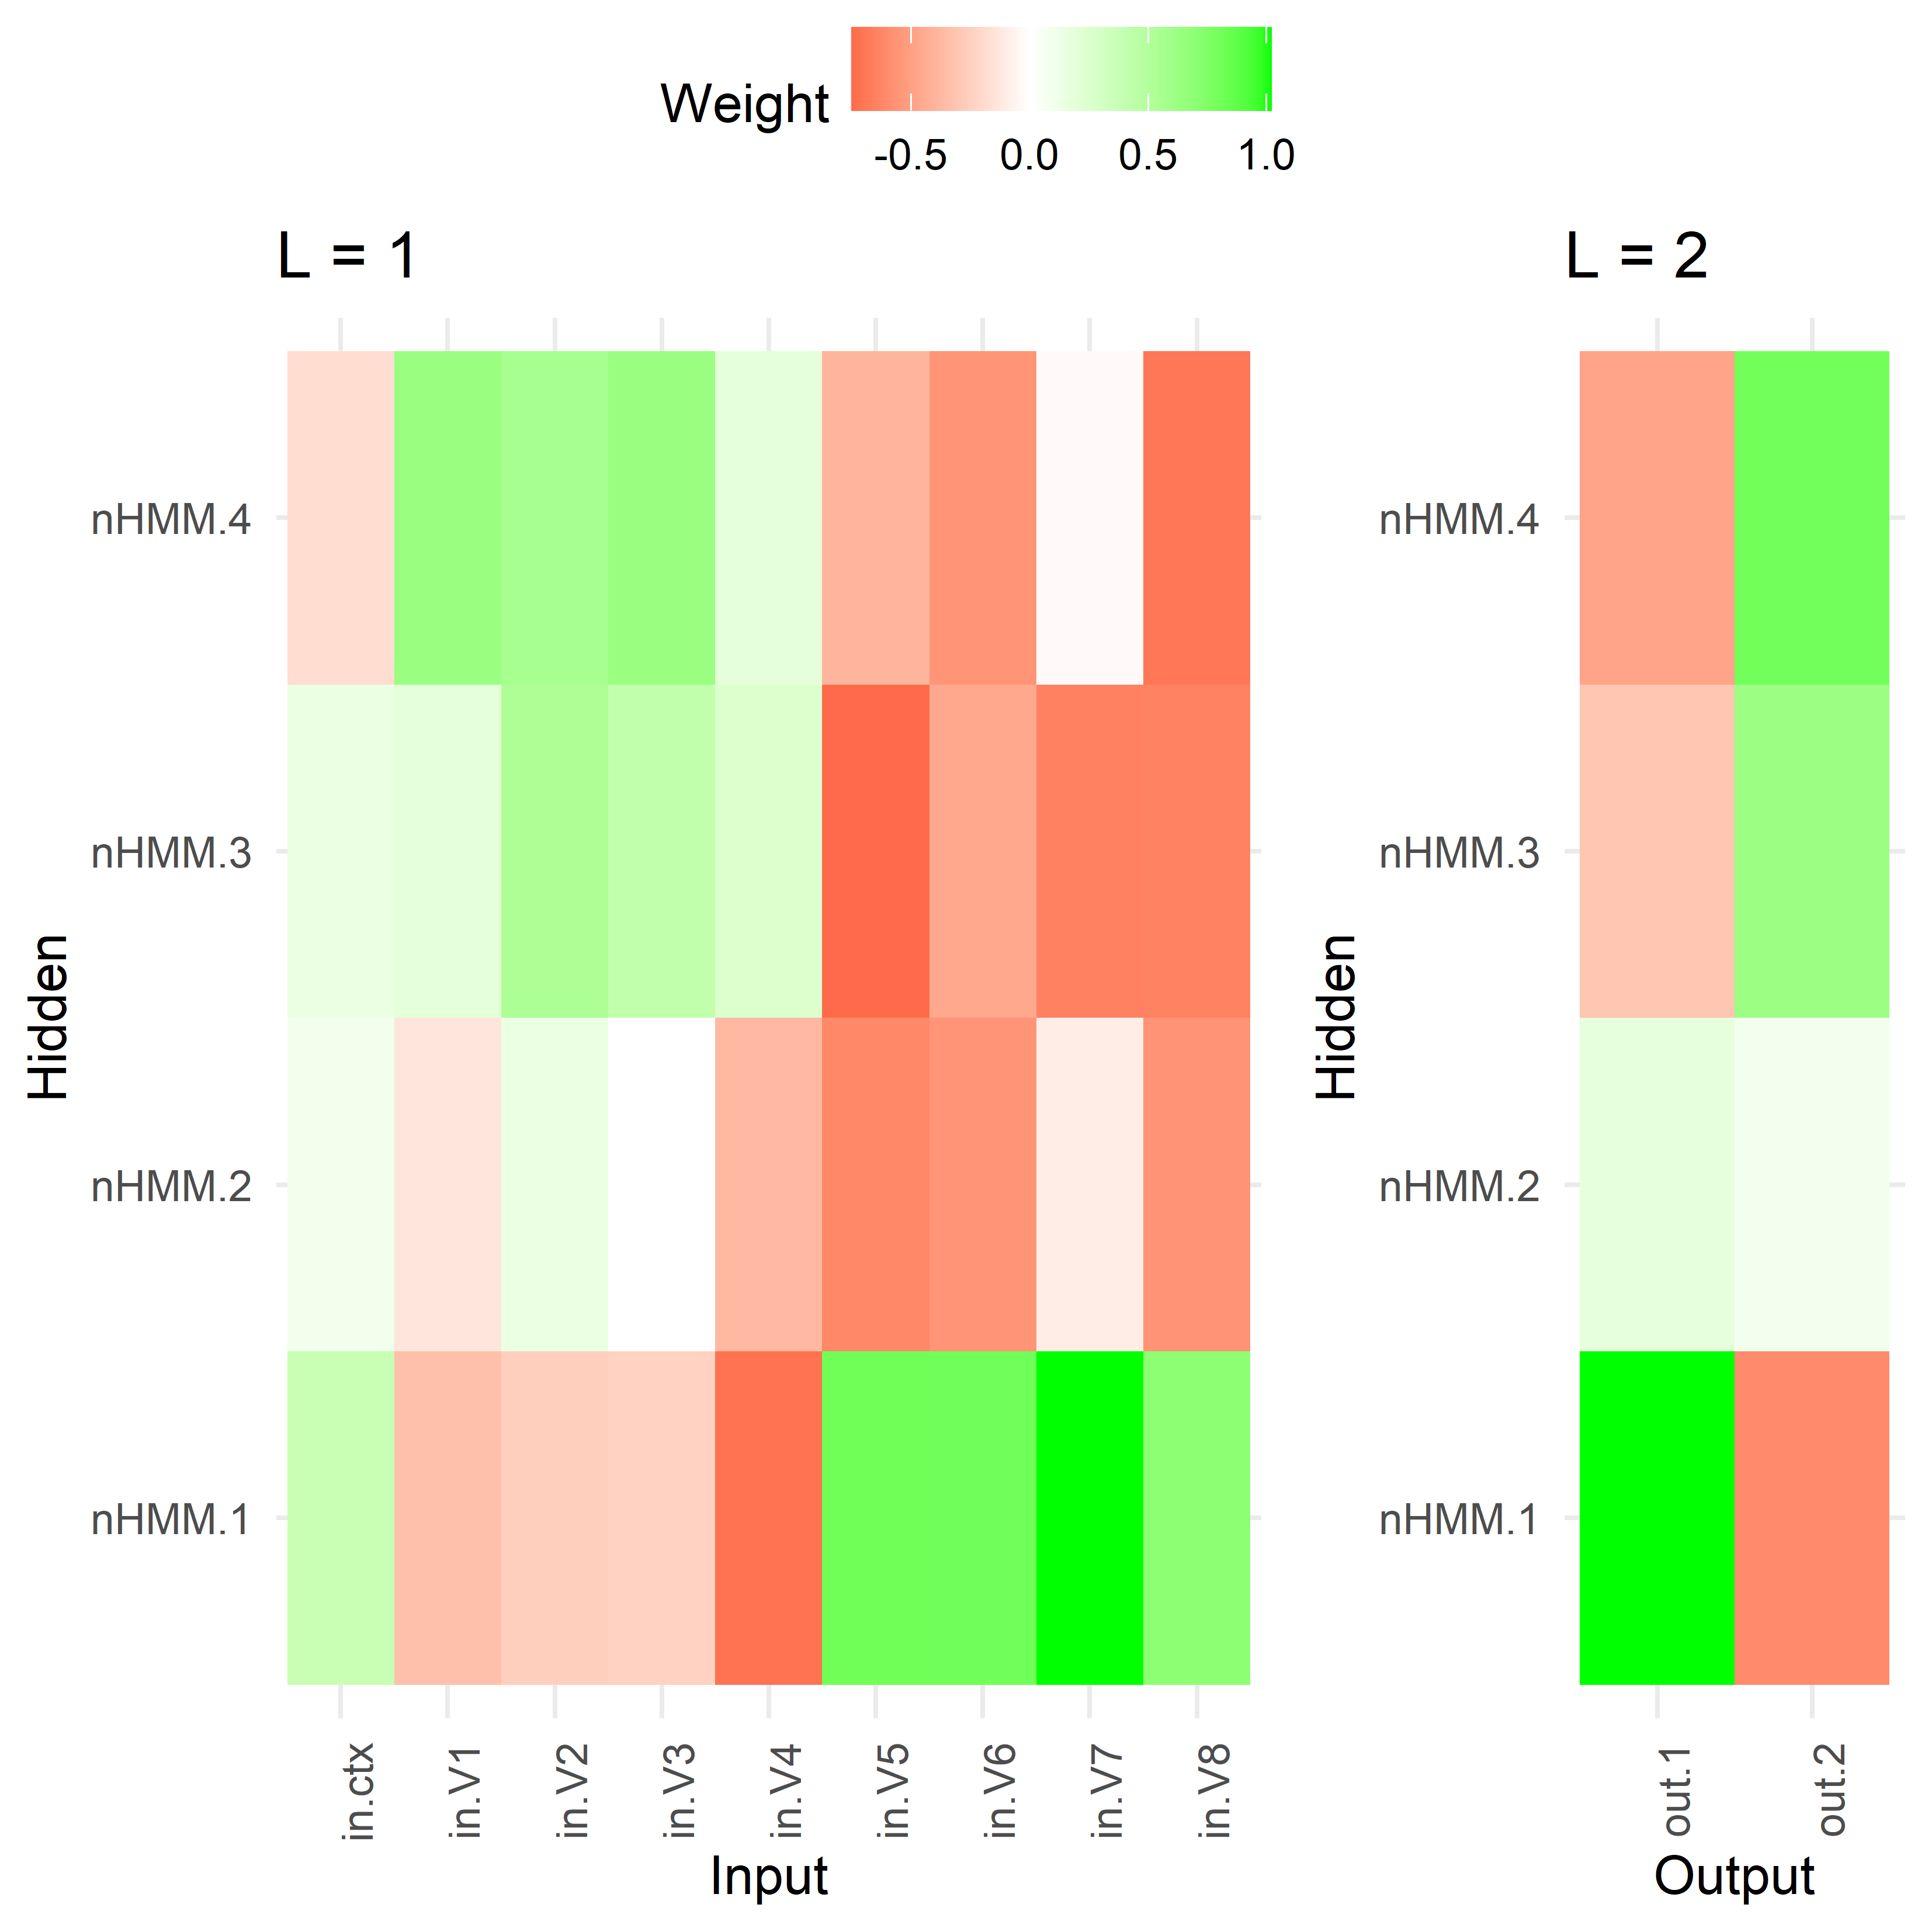 Weight
-0.5 0.0 0.5 1.0
L = 1
L = 2
Hidden
nHMM.4
nHMM.3
nHMM.2
nHMM.1
in.ctx in.V1 in.V2 in.V3 in.V4 in.V5 in.V6 in.V7 in.V8
Input
Hidden
nHMM.4
nHMM.3
nHMM.2
nHMM.1
out.1 out.2
Output